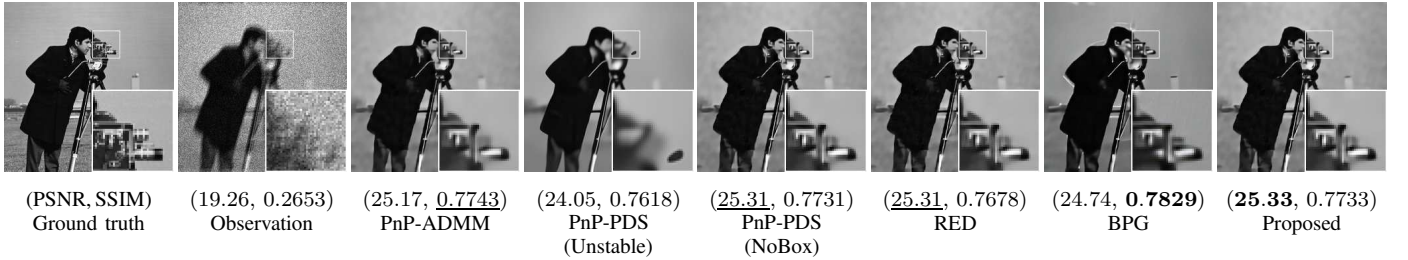 (PSNR, SSIM) (19.26, 0.2653) (25.17, 0.7743) (24.05, 0.7618) (25.31, 0.7731) (25.31, 0.7678) (24.74, 0.7829) (25.33, 0.7733)
Ground truth Observation PnP-ADMM PnP-PDS PnP-PDS RED BPG Proposed
(Unstable) (NoBox)